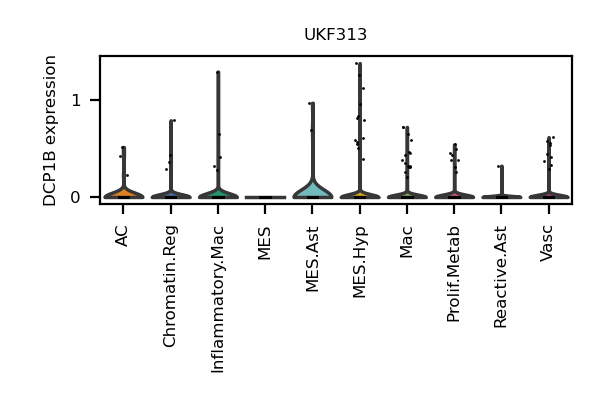 UKF313
DCP1B expression
1
0
AC
Chromatin.Reg
Inflammatory.Mac
MES
MES.Ast
MES.Hyp
Mac
Prolif.Metab
Reactive.Ast
Vasc